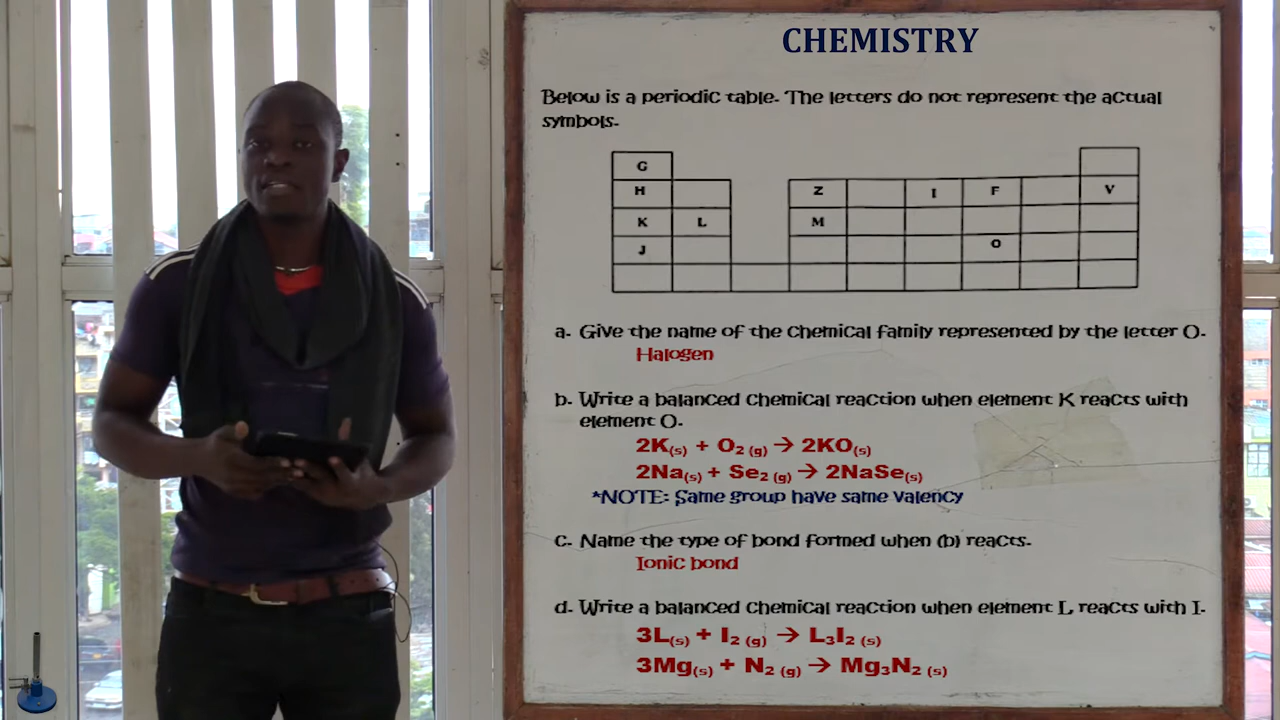 CHEMISTRY
Below is a periodic table. The letters do not represent the actual
symbols.
G
H Z I F V
K L M
J O
a. Give the name of the Chemical family represented by the letter O.
Halogen
b. Write a balanced Chemical reaction when element K reacts with
element O.
2K(s) + O₂ (g) → 2KO(s)
2Na(s) + Se₂ (g) → 2NaSe(s)
*NOTE: Same group have same valency
c. Name the type of bond formed when (b) reacts.
Ionic bond
d. Write a balanced Chemical reaction when element L reacts with I.
3L(s) + I₂ (g) → L₃I₂ (s)
3Mg(s) + N₂ (g) → Mg₃N₂ (s)